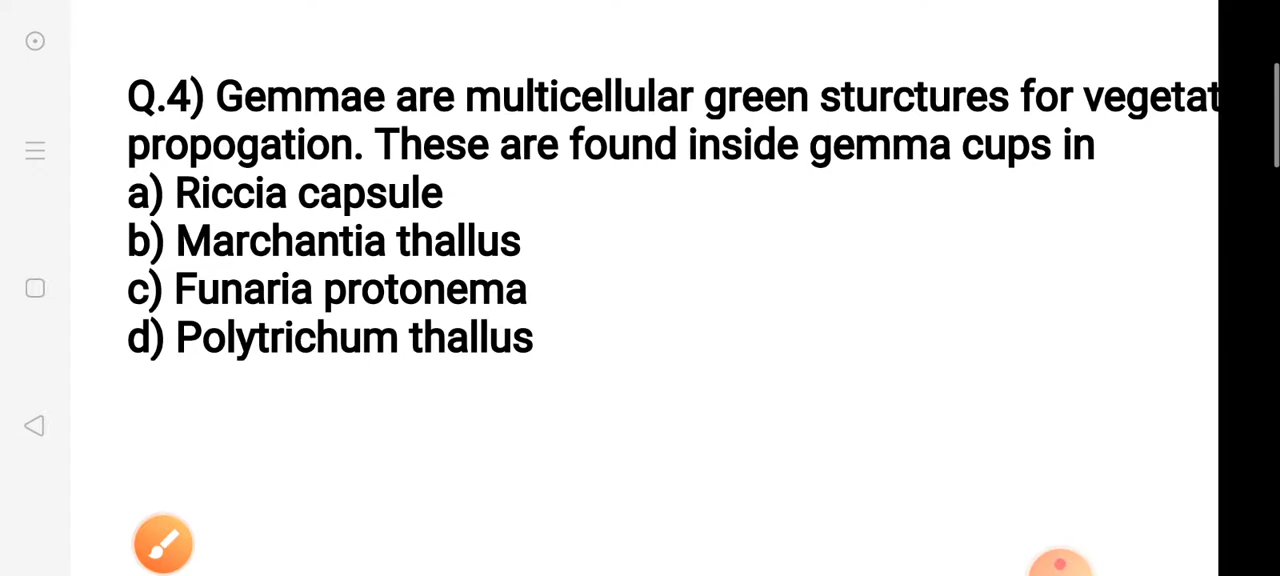 Q.4) Gemmae are multicellular green sturctures for vegetat
propogation. These are found inside gemma cups in
a) Riccia capsule
b) Marchantia thallus
c) Funaria protonema
d) Polytrichum thallus